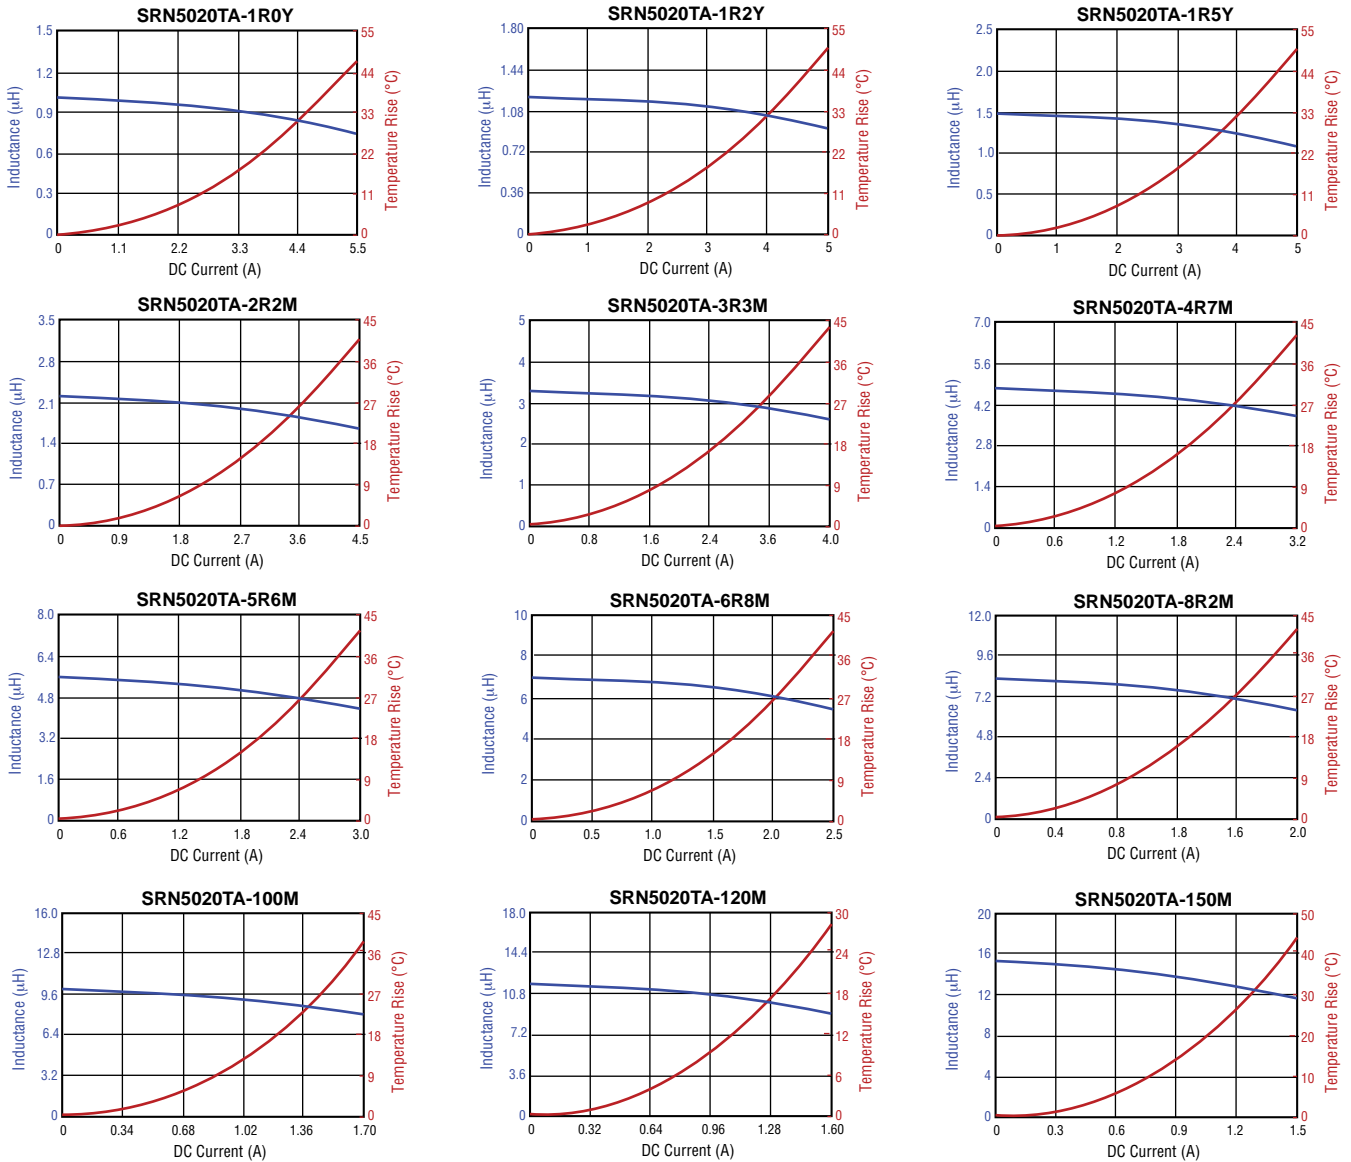 SRN5020TA-1R0Y
Inductance (µH)
1.5
1.2
0.9
0.6
0.3
0
55
44
33
22
11
0
Temperature Rise (°C)
0 1.1 2.2 3.3 4.4 5.5
DC Current (A)
SRN5020TA-1R2Y
Inductance (µH)
1.80
1.44
1.08
0.72
0.36
0
55
44
33
22
11
0
Temperature Rise (°C)
0 1 2 3 4 5
DC Current (A)
SRN5020TA-1R5Y
Inductance (µH)
2.5
2.0
1.5
1.0
0.5
0
55
44
33
22
11
0
Temperature Rise (°C)
0 1 2 3 4 5
DC Current (A)
SRN5020TA-2R2M
Inductance (µH)
3.5
2.8
2.1
1.4
0.7
0
45
36
27
18
9
0
Temperature Rise (°C)
0 0.9 1.8 2.7 3.6 4.5
DC Current (A)
SRN5020TA-3R3M
Inductance (µH)
5
4
3
2
1
0
45
36
27
18
9
0
Temperature Rise (°C)
0 0.8 1.6 2.4 3.6 4.0
DC Current (A)
SRN5020TA-4R7M
Inductance (µH)
7.0
5.6
4.2
2.8
1.4
0
45
36
27
18
9
0
Temperature Rise (°C)
0 0.6 1.2 1.8 2.4 3.2
DC Current (A)
SRN5020TA-5R6M
Inductance (µH)
8.0
6.4
4.8
3.2
1.6
0
45
36
27
18
9
0
Temperature Rise (°C)
0 0.6 1.2 1.8 2.4 3.0
DC Current (A)
SRN5020TA-6R8M
Inductance (µH)
10
8
6
4
2
0
45
36
27
18
9
0
Temperature Rise (°C)
0 0.5 1.0 1.5 2.0 2.5
DC Current (A)
SRN5020TA-8R2M
Inductance (µH)
12.0
9.6
7.2
4.8
2.4
0
45
36
27
18
9
0
Temperature Rise (°C)
0 0.4 0.8 1.8 1.6 2.0
DC Current (A)
SRN5020TA-100M
Inductance (µH)
16.0
12.8
9.6
6.4
3.2
0
45
36
27
18
9
0
Temperature Rise (°C)
0 0.34 0.68 1.02 1.36 1.70
DC Current (A)
SRN5020TA-120M
Inductance (µH)
18.0
14.4
10.8
7.2
3.6
0
30
24
18
12
6
0
Temperature Rise (°C)
0 0.32 0.64 0.96 1.28 1.60
DC Current (A)
SRN5020TA-150M
Inductance (µH)
20
16
12
8
4
0
50
40
30
20
10
0
Temperature Rise (°C)
0 0.3 0.6 0.9 1.2 1.5
DC Current (A)